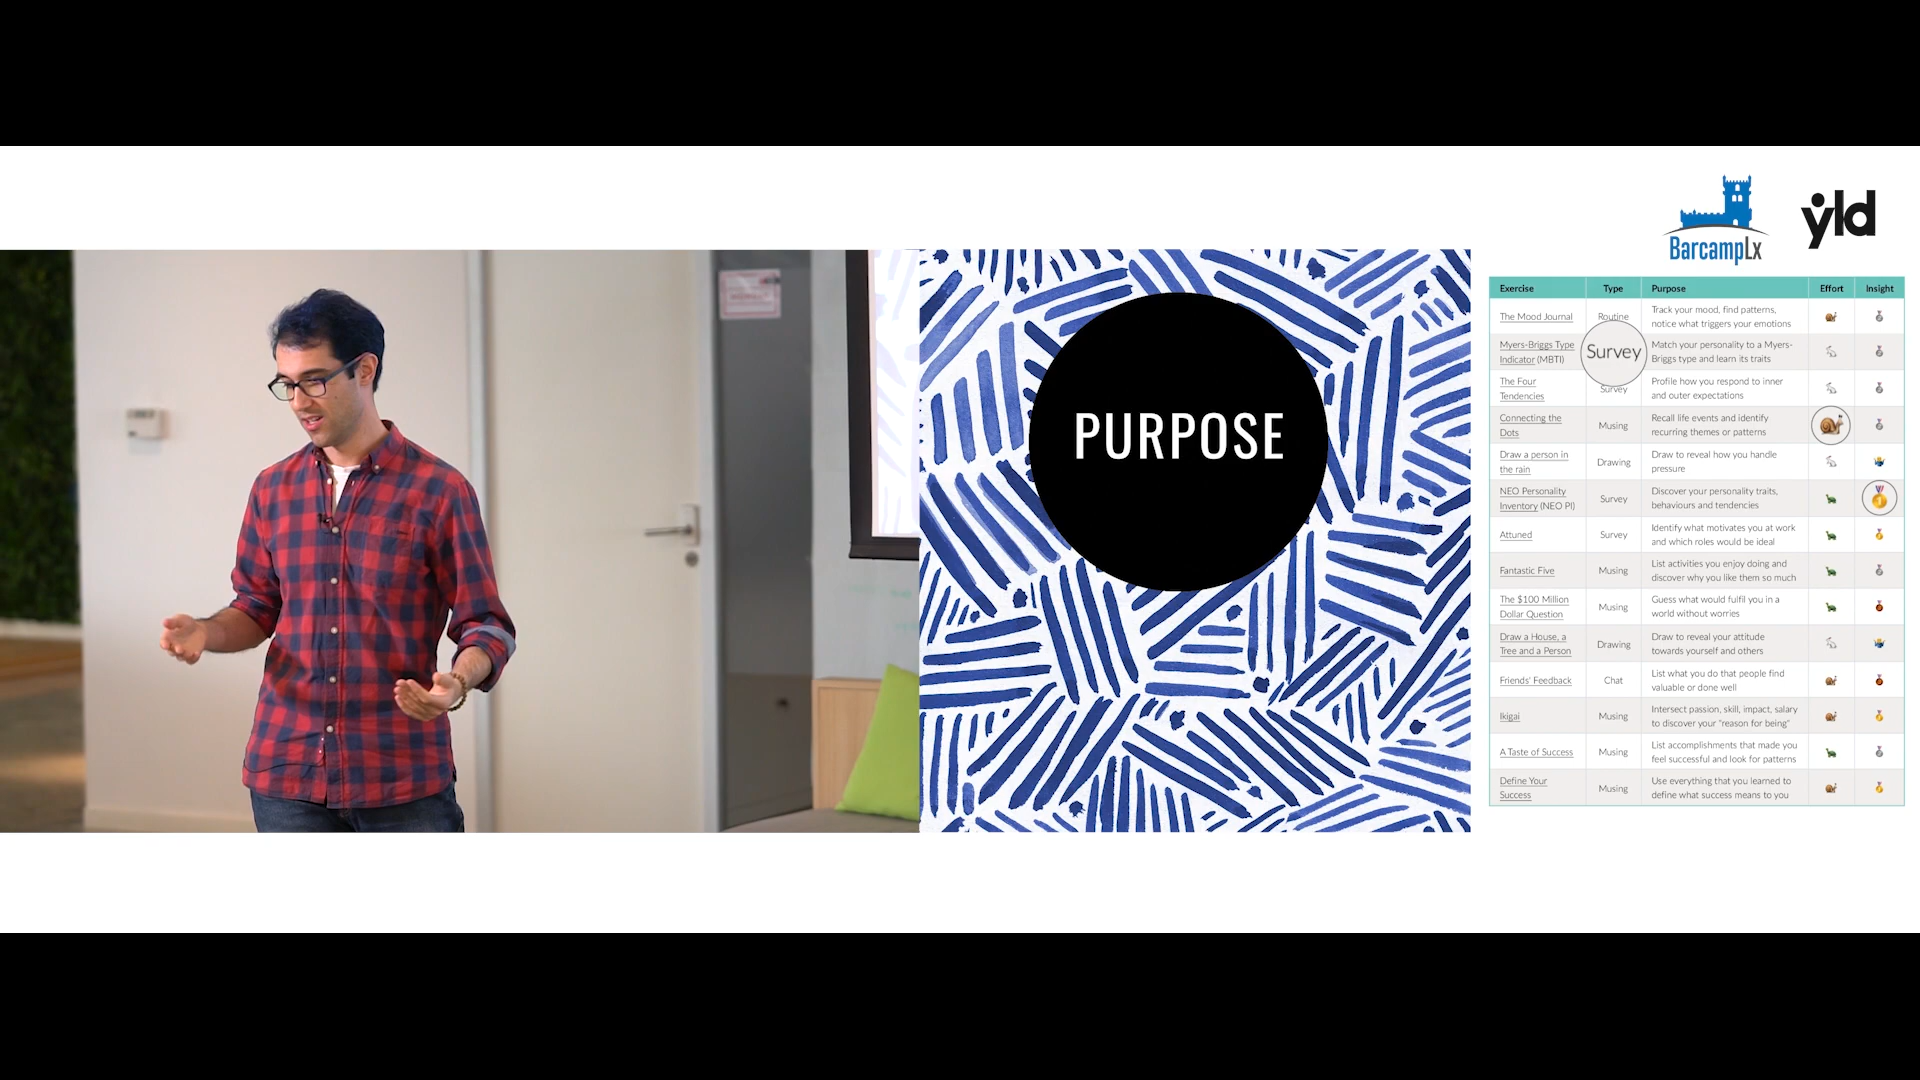 PURPOSE
BarcampLx
yld
Exercise Type Purpose Effort Insight
The Mood Journal
Routine
Track your mood, find patterns,
notice what triggers your emotions
Myers-Briggs Type
Indicator (MBTI)
Survey
Match your personality to a Myers-
Briggs type and learn its traits
The Four
Tendencies
Survey
Profile how you respond to inner
and outer expectations
Connecting the
Dots
Musing
Recall life events and identify
recurring themes or patterns
Draw a person in
the rain
Drawing
Draw to reveal how you handle
pressure
NEO Personality
Inventory (NEO PI)
Survey
Discover your personality traits,
behaviours and tendencies
Attuned
Survey
Identify what motivates you at work
and which roles would be ideal
Fantastic Five
Musing
List activities you enjoy doing and
discover why you like them so much
The $100 Million
Dollar Question
Musing
Guess what would fulfil you in a
world without worries
Draw a House, a
Tree and a Person
Drawing
Draw to reveal your attitude
towards yourself and others
Friends' Feedback
Chat
List what you do that people find
valuable or done well
Ikigai
Musing
Intersect passion, skill, impact, salary
to discover your "reason for being"
A Taste of Success
Musing
List accomplishments that made you
feel successful and look for patterns
Define Your
Success
Musing
Use everything that you learned to
define what success means to you